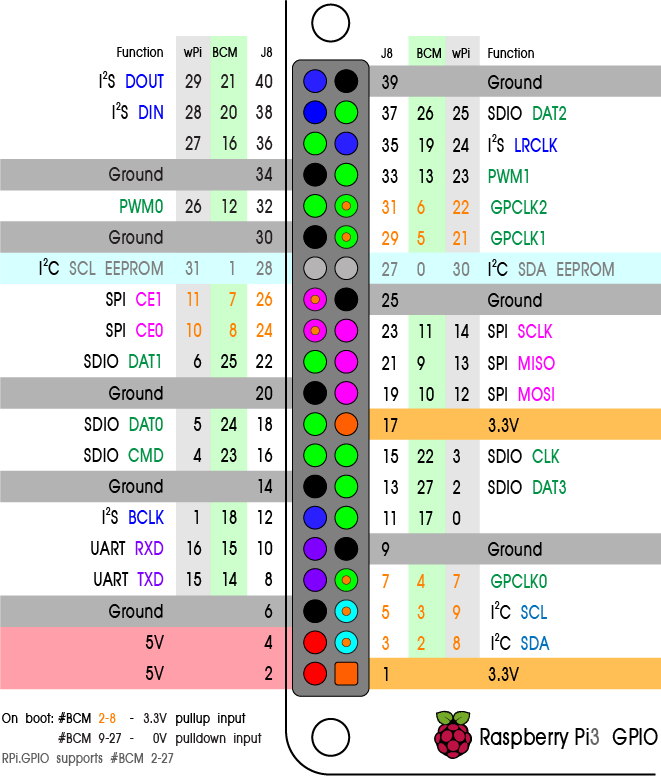 Function wPi BCM J8 J8 BCM wPi Function
I²S DOUT 29 21 40 39 Ground
I²S DIN 28 20 38 37 26 25 SDIO DAT2
27 16 36 35 19 24 I²S LRCLK
Ground 34 33 13 23 PWM1
PWM0 26 12 32 31 6 22 GPCLK2
Ground 30 29 5 21 GPCLK1
I²C SCL EEPROM 31 1 28 27 0 30 I²C SDA EEPROM
SPI CE1 11 7 26 25 Ground
SPI CE0 10 8 24 23 11 14 SPI SCLK
SDIO DAT1 6 25 22 21 9 13 SPI MISO
Ground 20 19 10 12 SPI MOSI
SDIO DAT0 5 24 18 17 3.3V
SDIO CMD 4 23 16 15 22 3 SDIO CLK
Ground 14 13 27 2 SDIO DAT3
I²S BCLK 1 18 12 11 17 0
UART RXD 16 15 10 9 Ground
UART TXD 15 14 8 7 4 7 GPCLK0
Ground 6 5 3 9 I²C SCL
5V 4 3 2 8 I²C SDA
5V 2 1 3.3V
On boot: #BCM 2-8 - 3.3V pullup input
#BCM 9-27 - 0V pulldown input
RPi.GPIO supports #BCM 2-27
Raspberry Pi3 GPIO